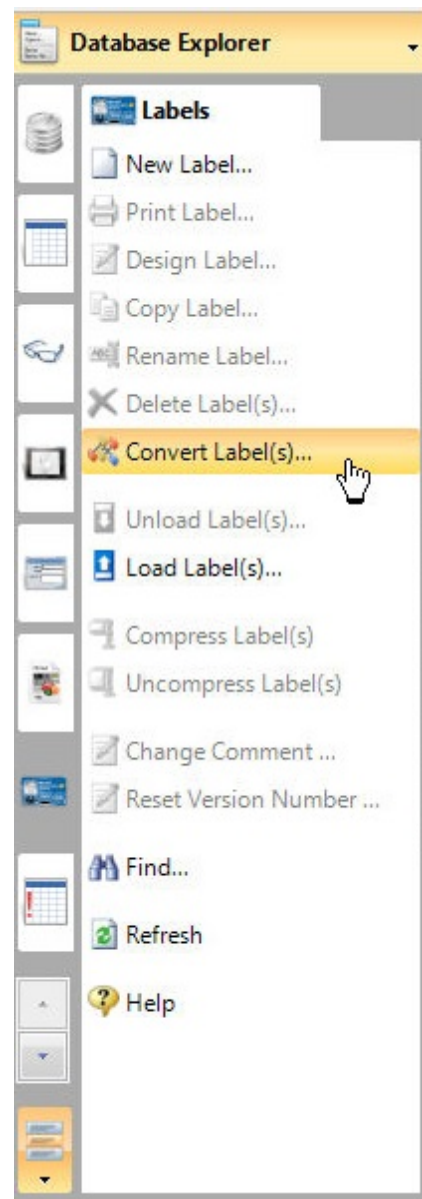 Database Explorer
Labels
New Label...
Print Label...
Design Label...
Copy Label...
Rename Label...
Delete Label(s)...
Convert Label(s)...
Unload Label(s)...
Load Label(s)...
Compress Label(s)
Uncompress Label(s)
Change Comment ...
Reset Version Number ...
Find...
Refresh
Help